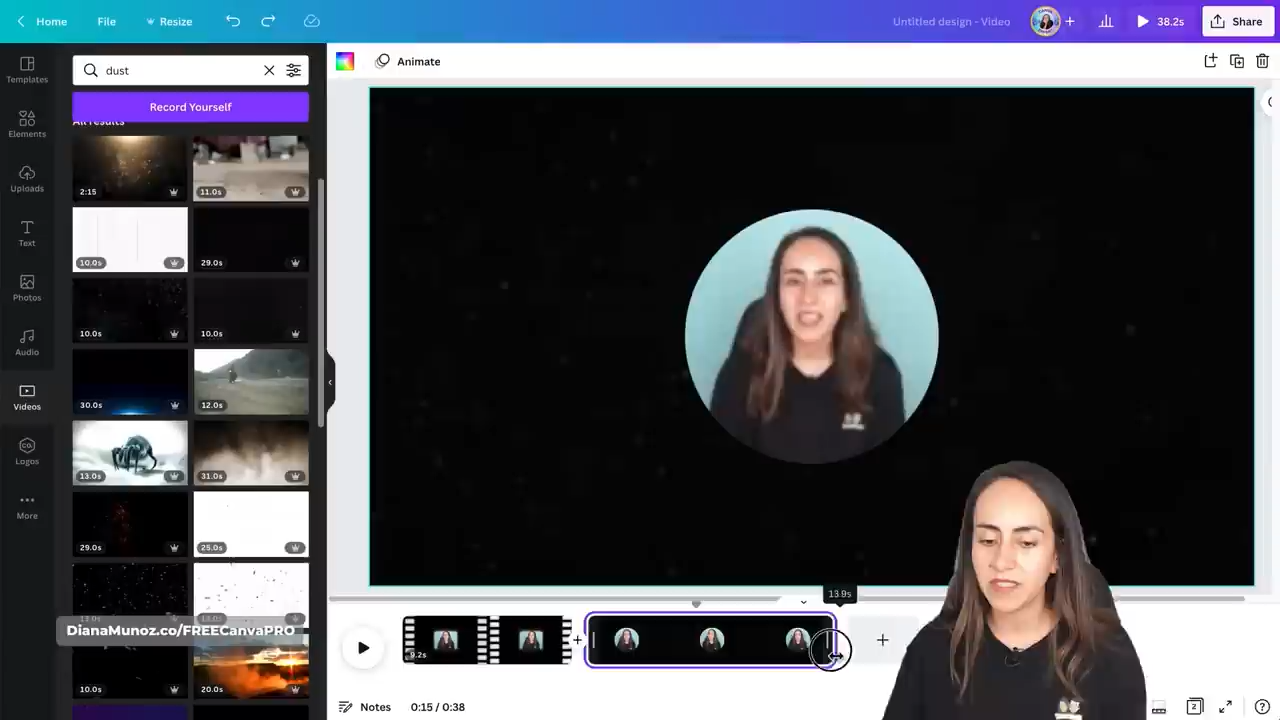 Home
File
Resize
Untitled design - Video
38.2s
Share
Templates
Elements
Uploads
Text
Photos
Audio
Videos
Logos
More
dust
Record Yourself
All results
2:15
11.0s
10.0s
29.0s
10.0s
10.0s
30.0s
12.0s
13.0s
31.0s
29.0s
25.0s
DianaMunoz.co/FREECanvaPRO
10.0s
20.0s
Animate
13.9s
9.2s
Notes
0:15 / 0:38
2